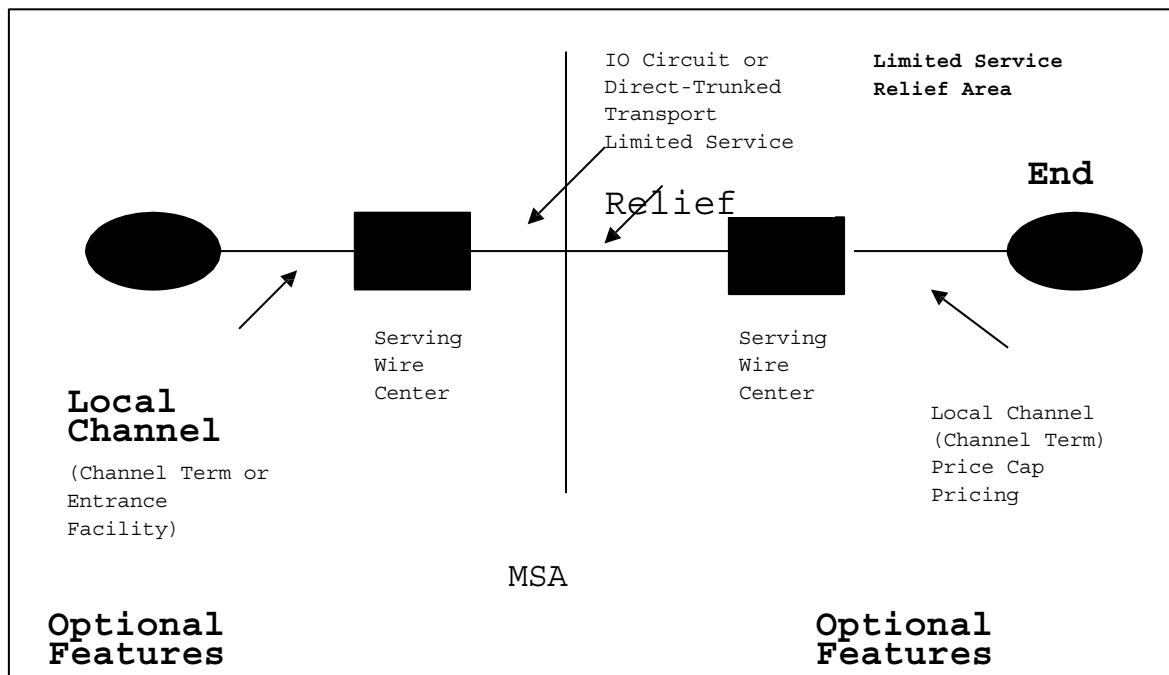 IO Circuit or
Direct-Trunked
Transport
Limited Service
Relief
Limited Service
Relief Area
End
Serving
Wire
Center
Serving
Wire
Center
Local
Channel
(Channel Term or
Entrance
Facility)
Local Channel
(Channel Term)
Price Cap
Pricing
MSA
Optional
Features
Optional
Features